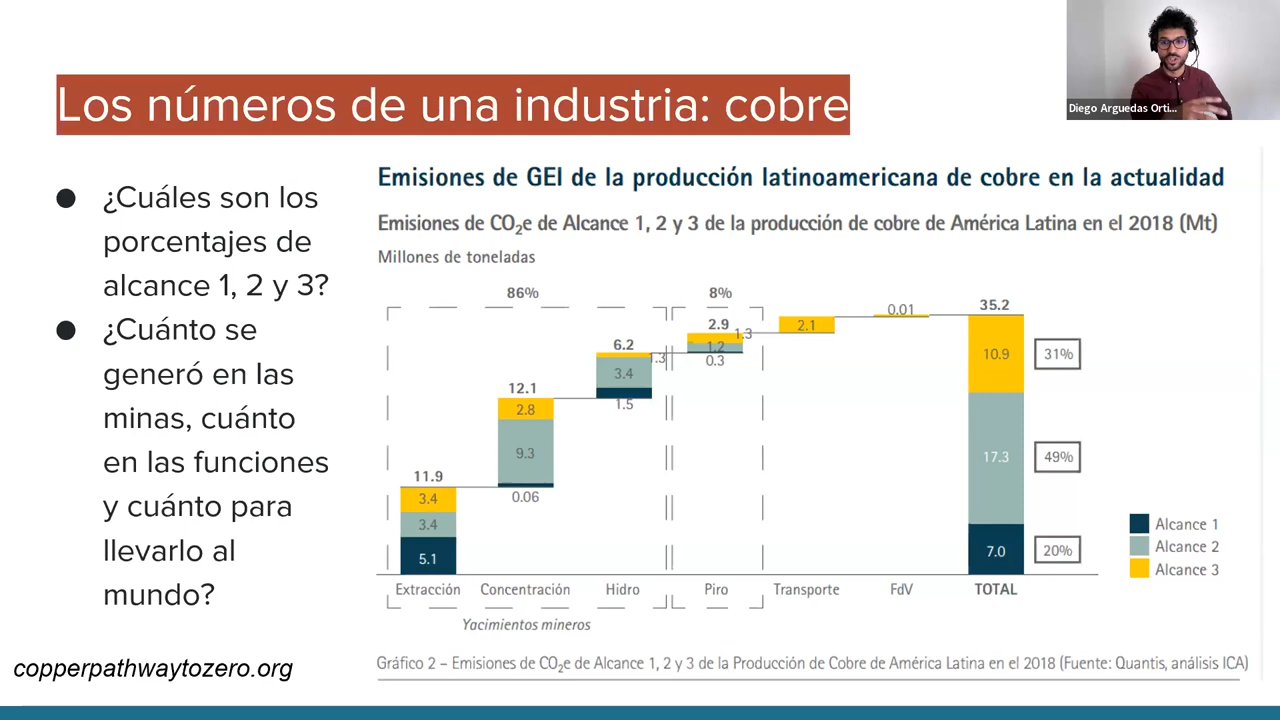 Diego Arguedas Orti...
Los números de una industria: cobre
● ¿Cuáles son los
porcentajes de
alcance 1, 2 y 3?
● ¿Cuánto se
generó en las
minas, cuánto
en las funciones
y cuánto para
llevarlo al
mundo?
copperpathwaytozero.org
Emisiones de GEI de la producción latinoamericana de cobre en la actualidad
Emisiones de CO₂e de Alcance 1, 2 y 3 de la producción de cobre de América Latina en el 2018 (Mt)
Millones de toneladas
86%
8%
11.9
3.4
3.4
5.1
12.1
2.8
9.3
0.06
6.2
1.3
3.4
1.5
2.9
1.3
1.2
0.3
2.1
0.01
35.2
10.9
17.3
7.0
31%
49%
20%
Alcance 1
Alcance 2
Alcance 3
Extracción Concentración Hidro Piro Transporte FdV TOTAL
Yacimientos mineros
Gráfico 2 – Emisiones de CO₂e de Alcance 1, 2 y 3 de la Producción de Cobre de América Latina en el 2018 (Fuente: Quantis, análisis ICA)